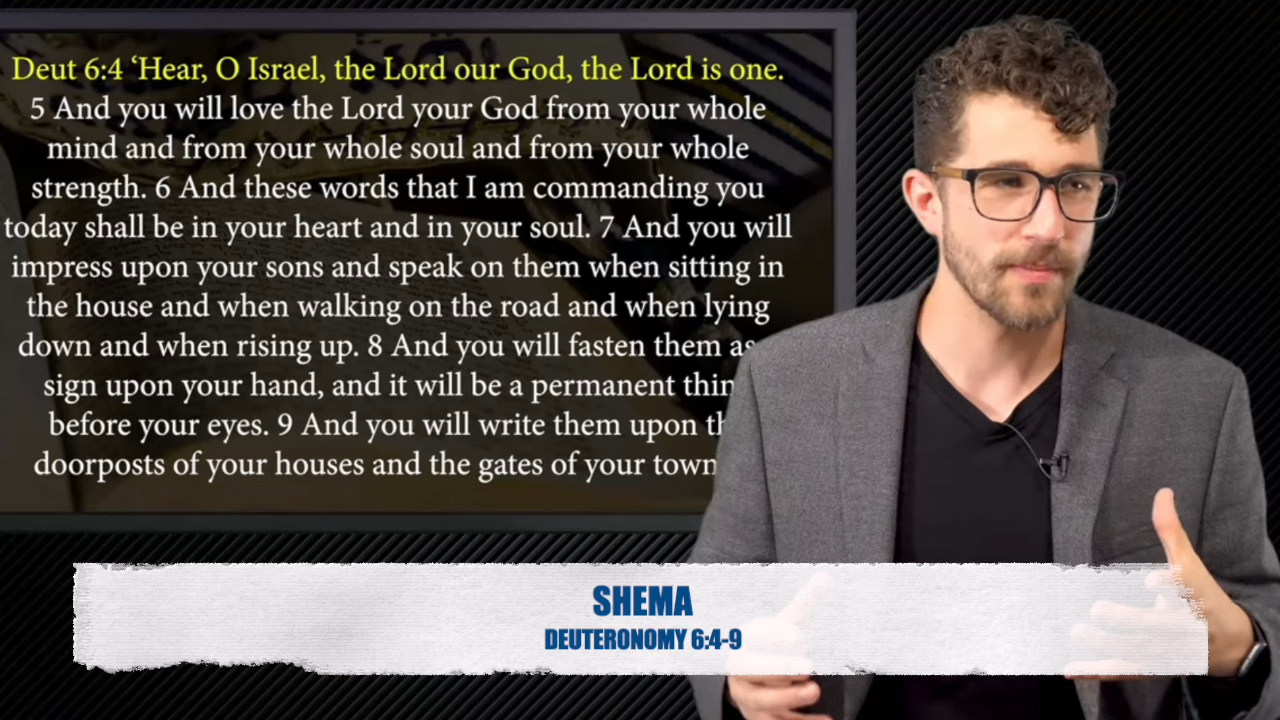 Deut 6:4 ‘Hear, O Israel, the Lord our God, the Lord is one.
5 And you will love the Lord your God from your whole
mind and from your whole soul and from your whole
strength. 6 And these words that I am commanding you
today shall be in your heart and in your soul. 7 And you will
impress upon your sons and speak on them when sitting in
the house and when walking on the road and when lying
down and when rising up. 8 And you will fasten them as
sign upon your hand, and it will be a permanent
before your eyes. 9 And you will write them upon
doorposts of your houses and the gates of your
SHEMA
DEUTERONOMY 6:4-9